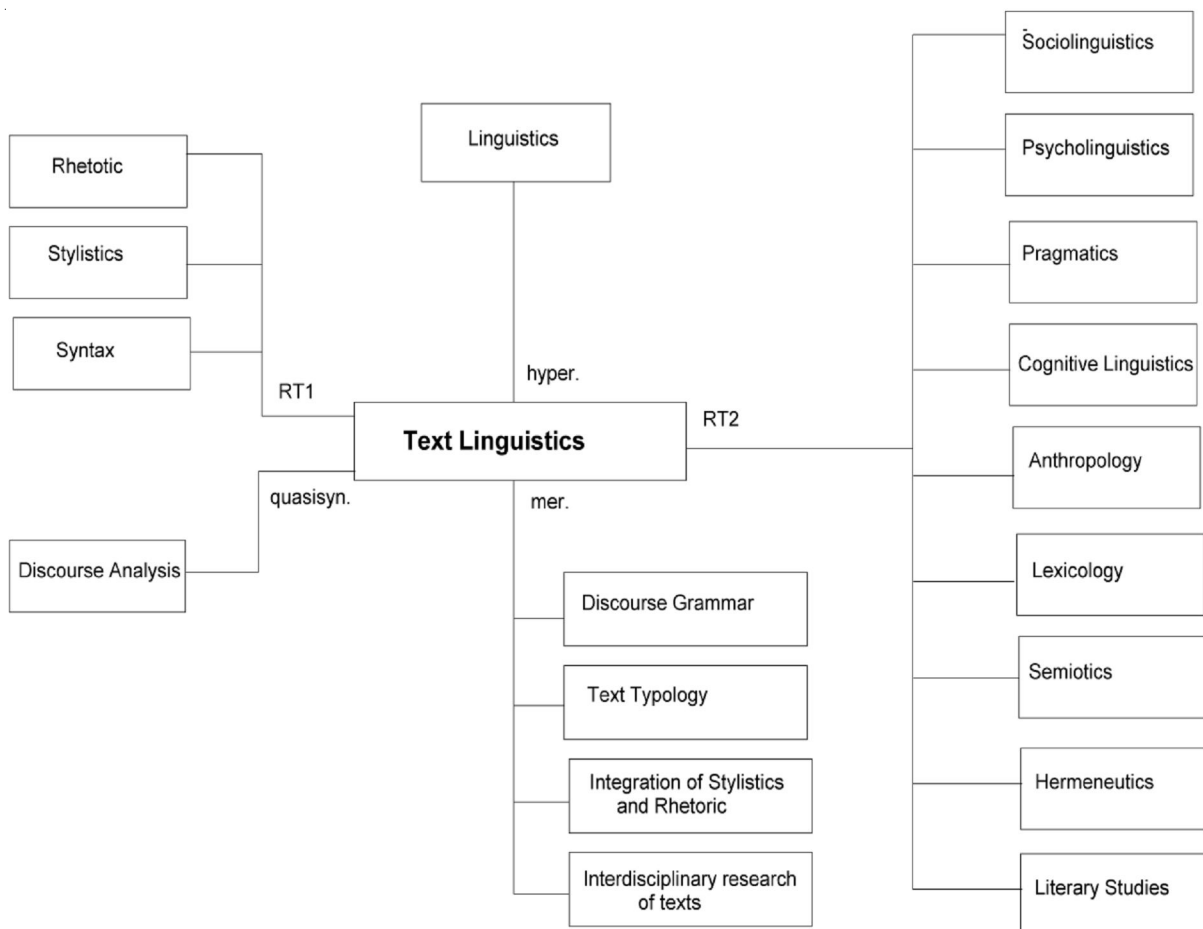 Sociolinguistics
Linguistics
Rhetotic
Psycholinguistics
Stylistics
Pragmatics
Syntax
hyper.
Cognitive Linguistics
RT1
Text Linguistics
RT2
Anthropology
quasisyn.
mer.
Discourse Analysis
Lexicology
Discourse Grammar
Semiotics
Text Typology
Integration of Stylistics
and Rhetoric
Hermeneutics
Interdisciplinary research
of texts
Literary Studies